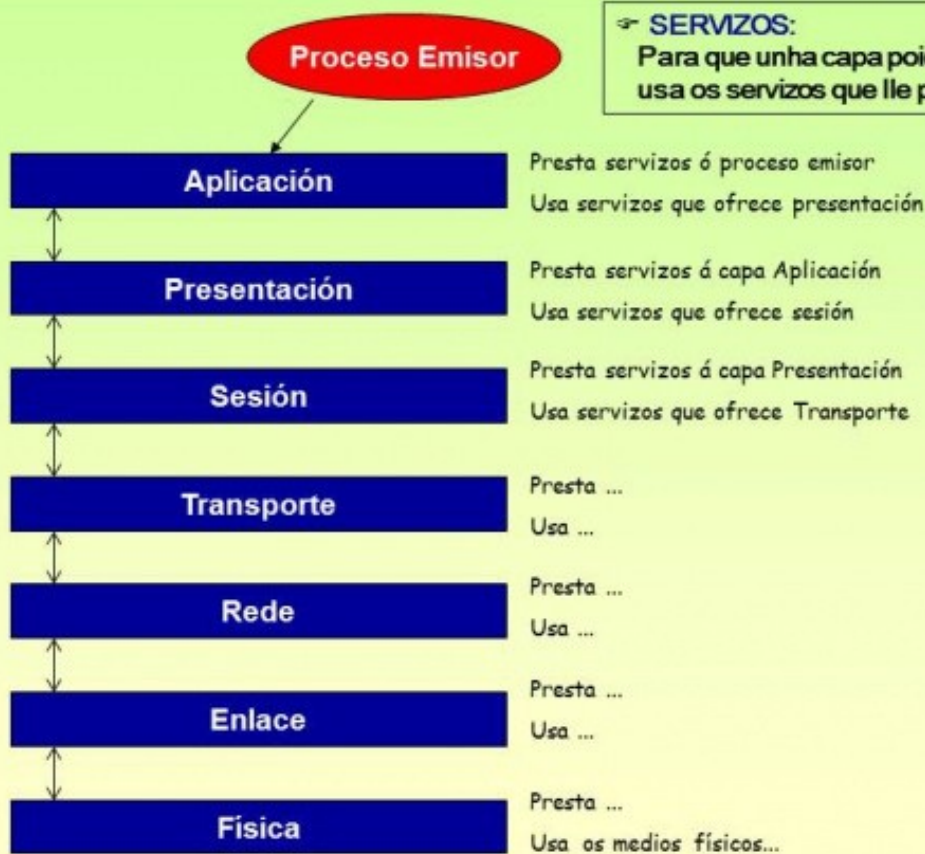 Proceso Emisor
☞ SERVIZOS:
Para que unha capa
usa os servizos que lle
Aplicación
Presta servizos ó proceso emisor
Usa servizos que ofrece presentación
Presentación
Presta servizos á capa Aplicación
Usa servizos que ofrece sesión
Sesión
Presta servizos á capa Presentación
Usa servizos que ofrece Transporte
Transporte
Presta ...
Usa ...
Rede
Presta ...
Usa ...
Enlace
Presta ...
Usa ...
Física
Presta ...
Usa os medios físicos...